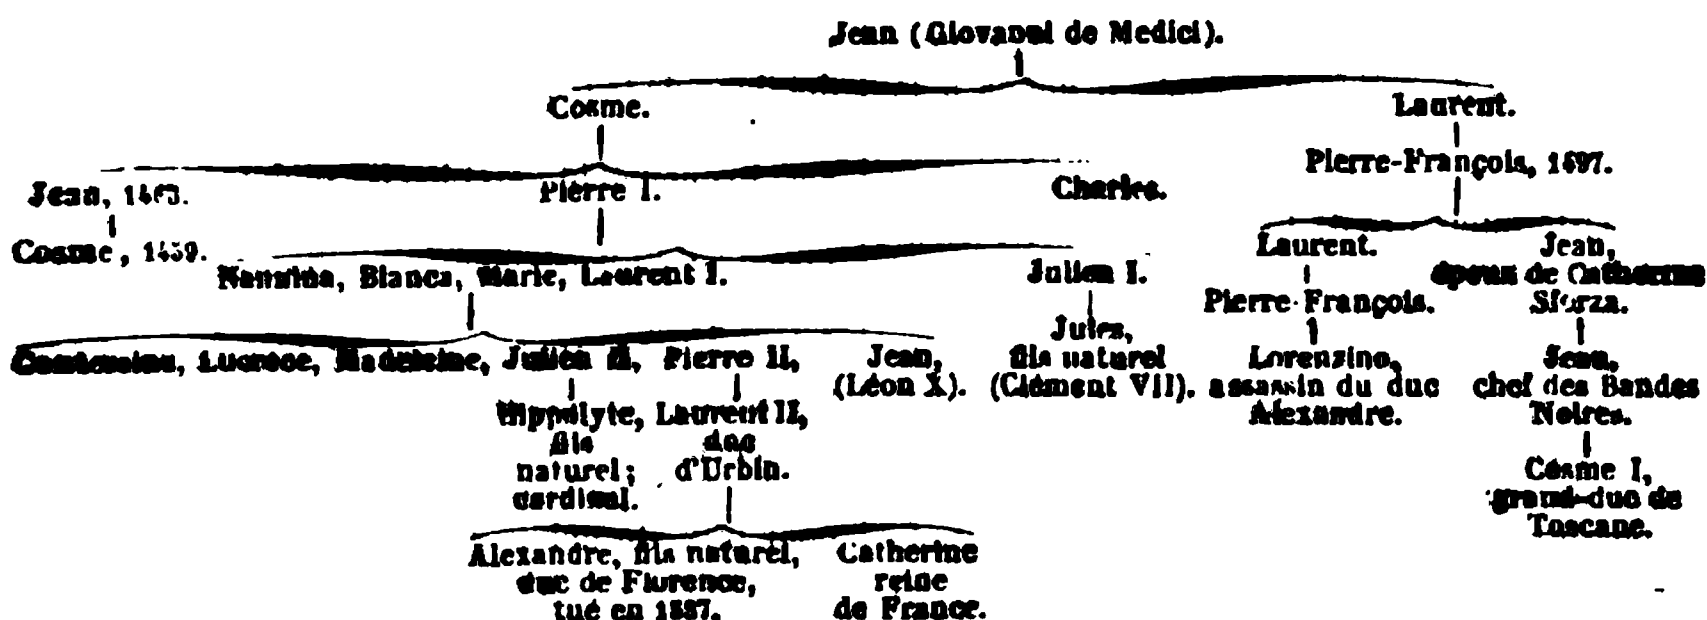 Jean (Giovanni de Medici).
Cosme. Laurent.
Pierre-François, 1497.
Jean, 1463. Pierre I. Charles.
Cosme, 1459. Laurent. Jean,
Nannina, Bianca, Marie, Laurent I. Julien I. époux de Catherine
Pierre-François. Sforza.
Jules,
Lucrèce, Madeleine, Julien II, Pierre II, Jean, fils naturel Lorenzino, Jean,
(Léon X). (Clément VII). assassin du duc chef des Bandes
Hippolyte, Laurent II, Alexandre. Noires.
fils duc
naturel; d'Urbin. Cosme I,
cardinal. grand-duc de
Toscane.
Alexandre, fils naturel, Catherine
duc de Florence, reine
tué en 1537. de France.